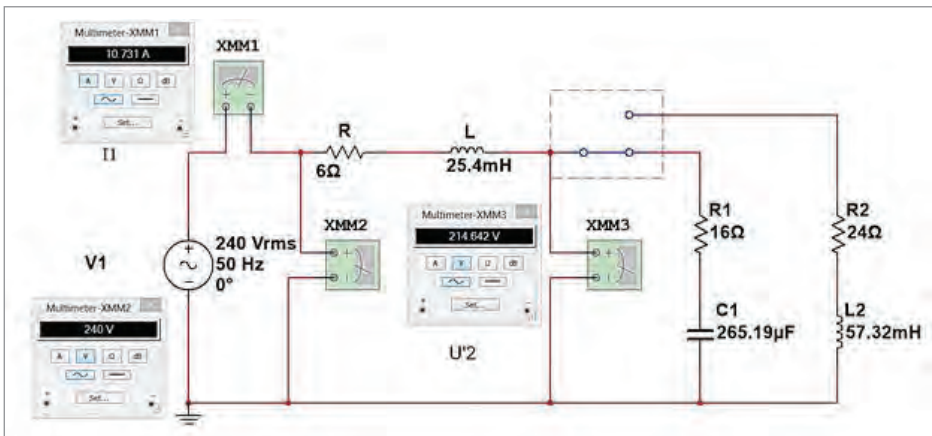 Multimeter-XMM1
10.731 A
A V Ω dB
Set...
+ -
I1
XMM1
+ -
R
6Ω
L
25.4mH
R1
16Ω
R2
24Ω
V1
+
-
240 Vrms
50 Hz
0°
XMM2
+
-
Multimeter-XMM3
214.642 V
A V Ω dB
Set...
+ -
U'2
XMM3
+
-
C1
265.19µF
L2
57.32mH
Multimeter-XMM2
240 V
A V Ω dB
Set...
+ -